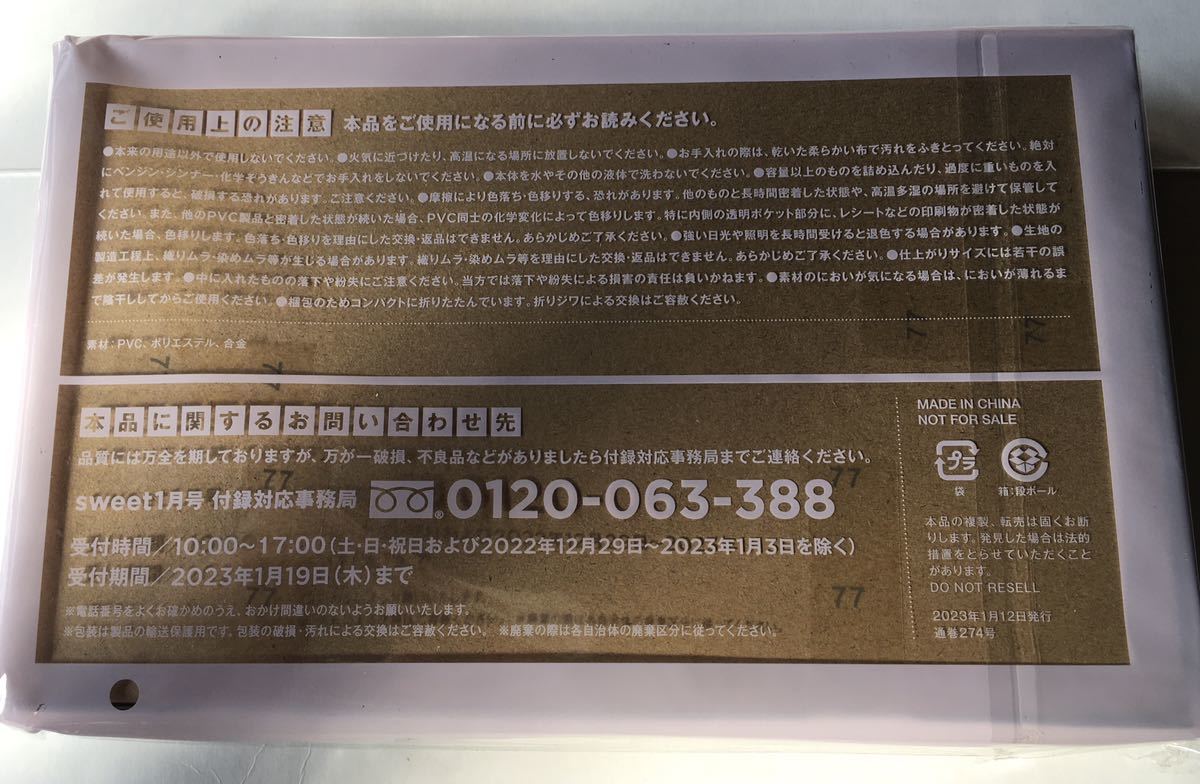 ご使用上の注意 本品をご使用になる前に必ずお読みください。
●本来の用途以外で使用しないでください。●火気に近づけたり、高温になる場所に放置しないでください。●お手入れの際は、乾いた柔らかい布で汚れをふきとってください。絶対
にベンジン・シンナー・化学ぞうきんなどでお手入れをしないでください。●本体を水やその他の液体で洗わないでください。●容量以上のものを詰め込んだり、過度に重いものを入
れて使用すると、破損する恐れがあります。ご注意ください。●摩擦により色落ち・色移りする、恐れがあります。他のものと長時間密着した状態や、高温多湿の場所を避けて保管して
ください。また、他のPVC製品と密着した状態が続いた場合、PVC同士の化学変化によって色移りします。特に内側の透明ポケット部分に、レシートなどの印刷物が密着した状態が
続いた場合、色移りします。色落ち・色移りを理由にした交換・返品はできません。あらかじめご了承ください。●強い日光や照明を長時間受けると退色する場合があります。●生地の
製造工程上、織りムラ・染めムラ等が生じる場合があります。織りムラ・染めムラ等を理由にした交換・返品はできません。あらかじめご了承ください。●仕上がりサイズには若干の誤
差が発生します。●中に入れたものの落下や紛失にご注意ください。当方では落下や紛失による損害の責任は負いかねます。●素材のにおいが気になる場合は、においが薄れるま
で陰干ししてからご使用ください。●梱包のためコンパクトに折りたたんでいます。折りジワによる交換はご容赦ください。
素材:PVC、ポリエステル、合金
本品に関するお問い合わせ先
品質には万全を期しておりますが、万が一破損、不良品などがありましたら付録対応事務局までご連絡ください。
sweet1月号 付録対応事務局 0120-063-388
受付時間/10:00〜17:00(土・日・祝日および2022年12月29日〜2023年1月3日を除く)
受付期間/2023年1月19日(木)まで
※電話番号をよくお確かめのうえ、おかけ間違いのないようお願いいたします。
※包装は製品の輸送保護用です。包装の破損・汚れによる交換はご容赦ください。 ※廃棄の際は各自治体の廃棄区分に従ってください。
MADE IN CHINA
NOT FOR SALE
プラ
袋 箱:段ボール
本品の複製、転売は固くお断
りします。発見した場合は法的
措置をとらせていただくこと
があります。
DO NOT RESELL
2023年1月12日発行
通巻274号
77
77
77
77
77
77
77